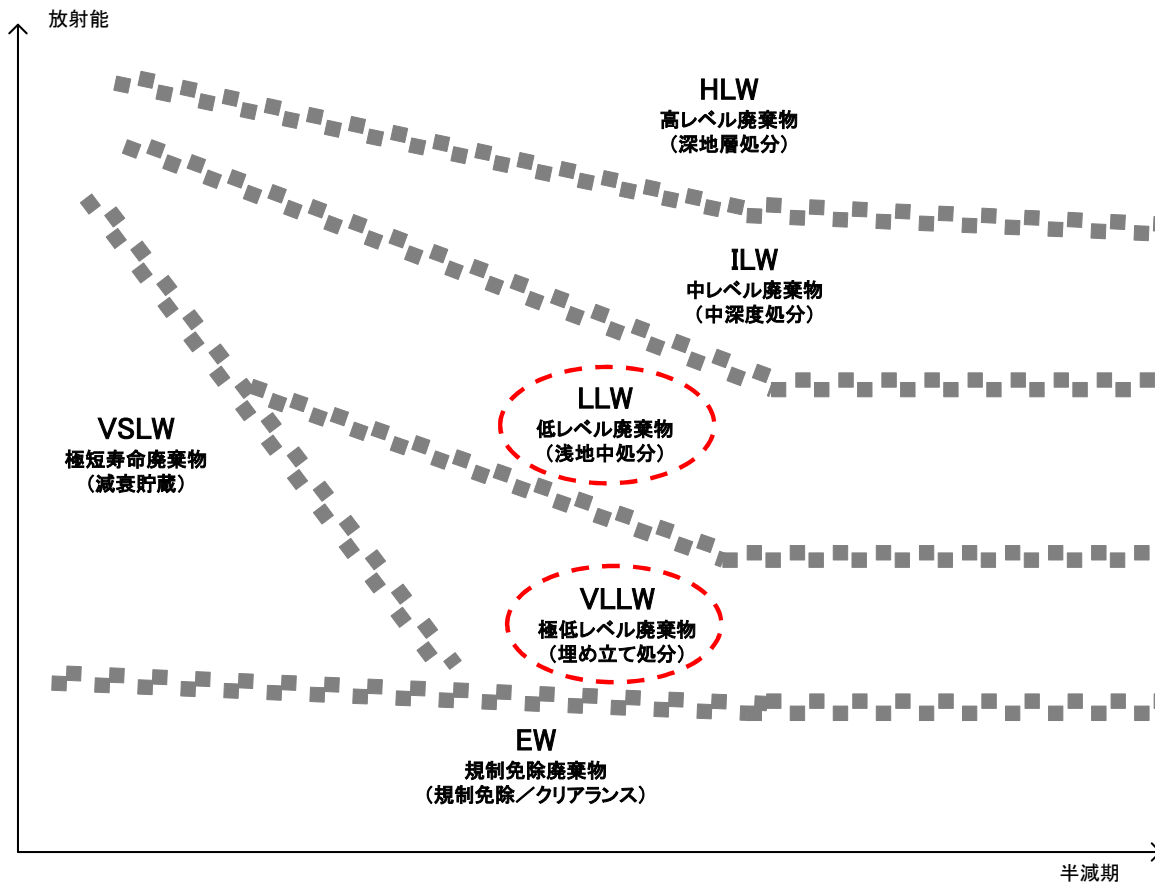 放射能
HLW
高レベル廃棄物
（深地層処分）
ILW
中レベル廃棄物
（中深度処分）
LLW
低レベル廃棄物
（浅地中処分）
VSLW
極短寿命廃棄物
（減衰貯蔵）
VLLW
極低レベル廃棄物
（埋め立て処分）
EW
規制免除廃棄物
（規制免除／クリアランス）
半減期